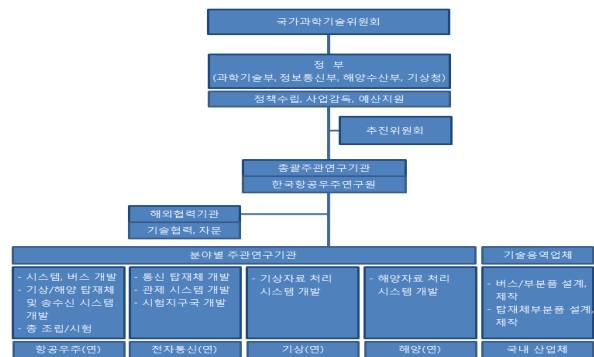 국가과학기술위원회
정 부
(과학기술부, 정보통신부, 해양수산부, 기상청)
정책수립, 사업감독, 예산지원
추진위원회
총괄주관연구기관
한국항공우주연구원
해외협력기관
기술협력, 자문
분야별 주관연구기관
기술용역업체
- 시스템, 버스 개발
- 기상/해양 탑재체
및 송수신 시스템
개발
- 총 조립/시험
- 통신 탑재체 개발
- 관제 시스템 개발
- 시험지구국 개발
- 기상자료 처리
시스템 개발
- 해양자료 처리
시스템 개발
- 버스/부분품 설계,
제작
- 탑재체부분품 설계,
제작
항공우주(연)
전자통신(연)
기상(연)
해양(연)
국내 산업체